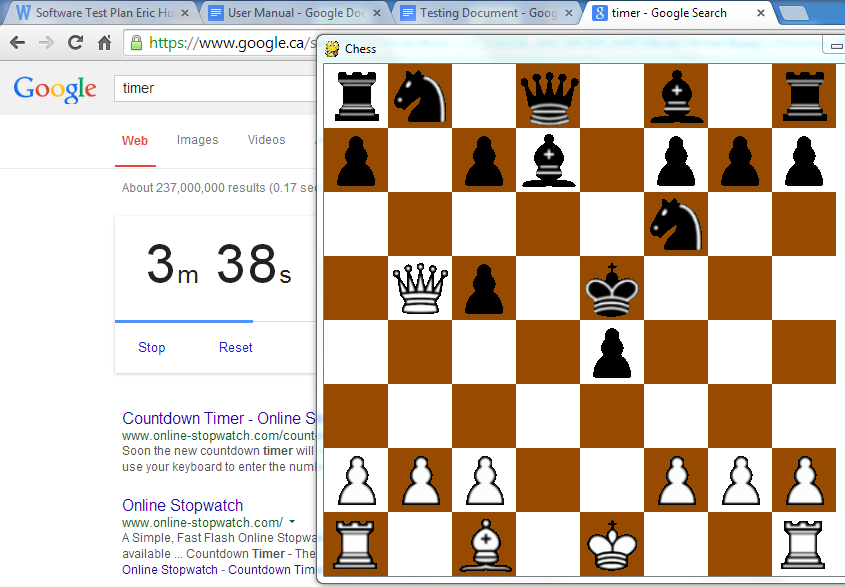 Software Test Plan Eric Hu
User Manual - Google Doc
Testing Document - Goog
timer - Google Search
https://www.google.ca/s
Chess
Google
timer
Web
Images
Videos
About 237,000,000 results (0.17 sec
3m 38s
Stop
Reset
Countdown Timer - Online S
www.online-stopwatch.com/count
Soon the new countdown timer will
use your keyboard to enter the num
Online Stopwatch
www.online-stopwatch.com/
A Simple, Fast Flash Online Stopwa
available ... Countdown Timer - The
Online Stopwatch - Countdown Tim